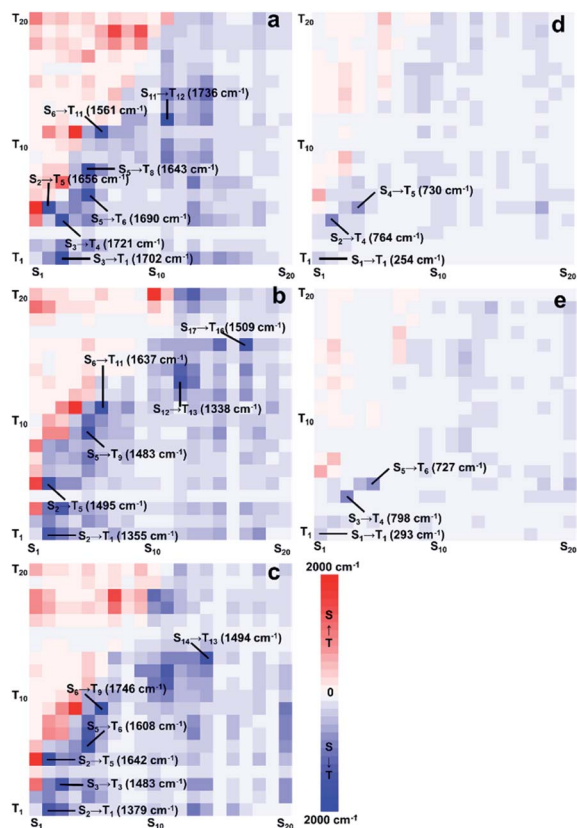 T20
a
S11→T12 (1736 cm-1)
S6→T11 (1561 cm-1)
T10
S5→T8 (1643 cm-1)
S2→T5 (1656 cm-1)
S5→T6 (1690 cm-1)
S3→T4 (1721 cm-1)
T1
S3→T1 (1702 cm-1)
S1
S10
S20
T20
b
S17→T16 (1509 cm-1)
S6→T11 (1637 cm-1)
T10
S12→T13 (1338 cm-1)
S5→T9 (1483 cm-1)
S2→T5 (1495 cm-1)
T1
S2→T1 (1355 cm-1)
S1
S10
S20
T20
c
S14→T13 (1494 cm-1)
T10
S6→T9 (1746 cm-1)
S5→T6 (1608 cm-1)
S2→T5 (1642 cm-1)
S3→T3 (1483 cm-1)
T1
S2→T1 (1379 cm-1)
S1
S10
S20
T20
d
T10
S4→T5 (730 cm-1)
S2→T4 (764 cm-1)
T1
S1→T1 (254 cm-1)
S1
S10
S20
T20
e
T10
S5→T6 (727 cm-1)
S3→T4 (798 cm-1)
T1
S1→T1 (293 cm-1)
S1
S10
S20
2000 cm-1
S
↑
T
0
S
↓
T
2000 cm-1